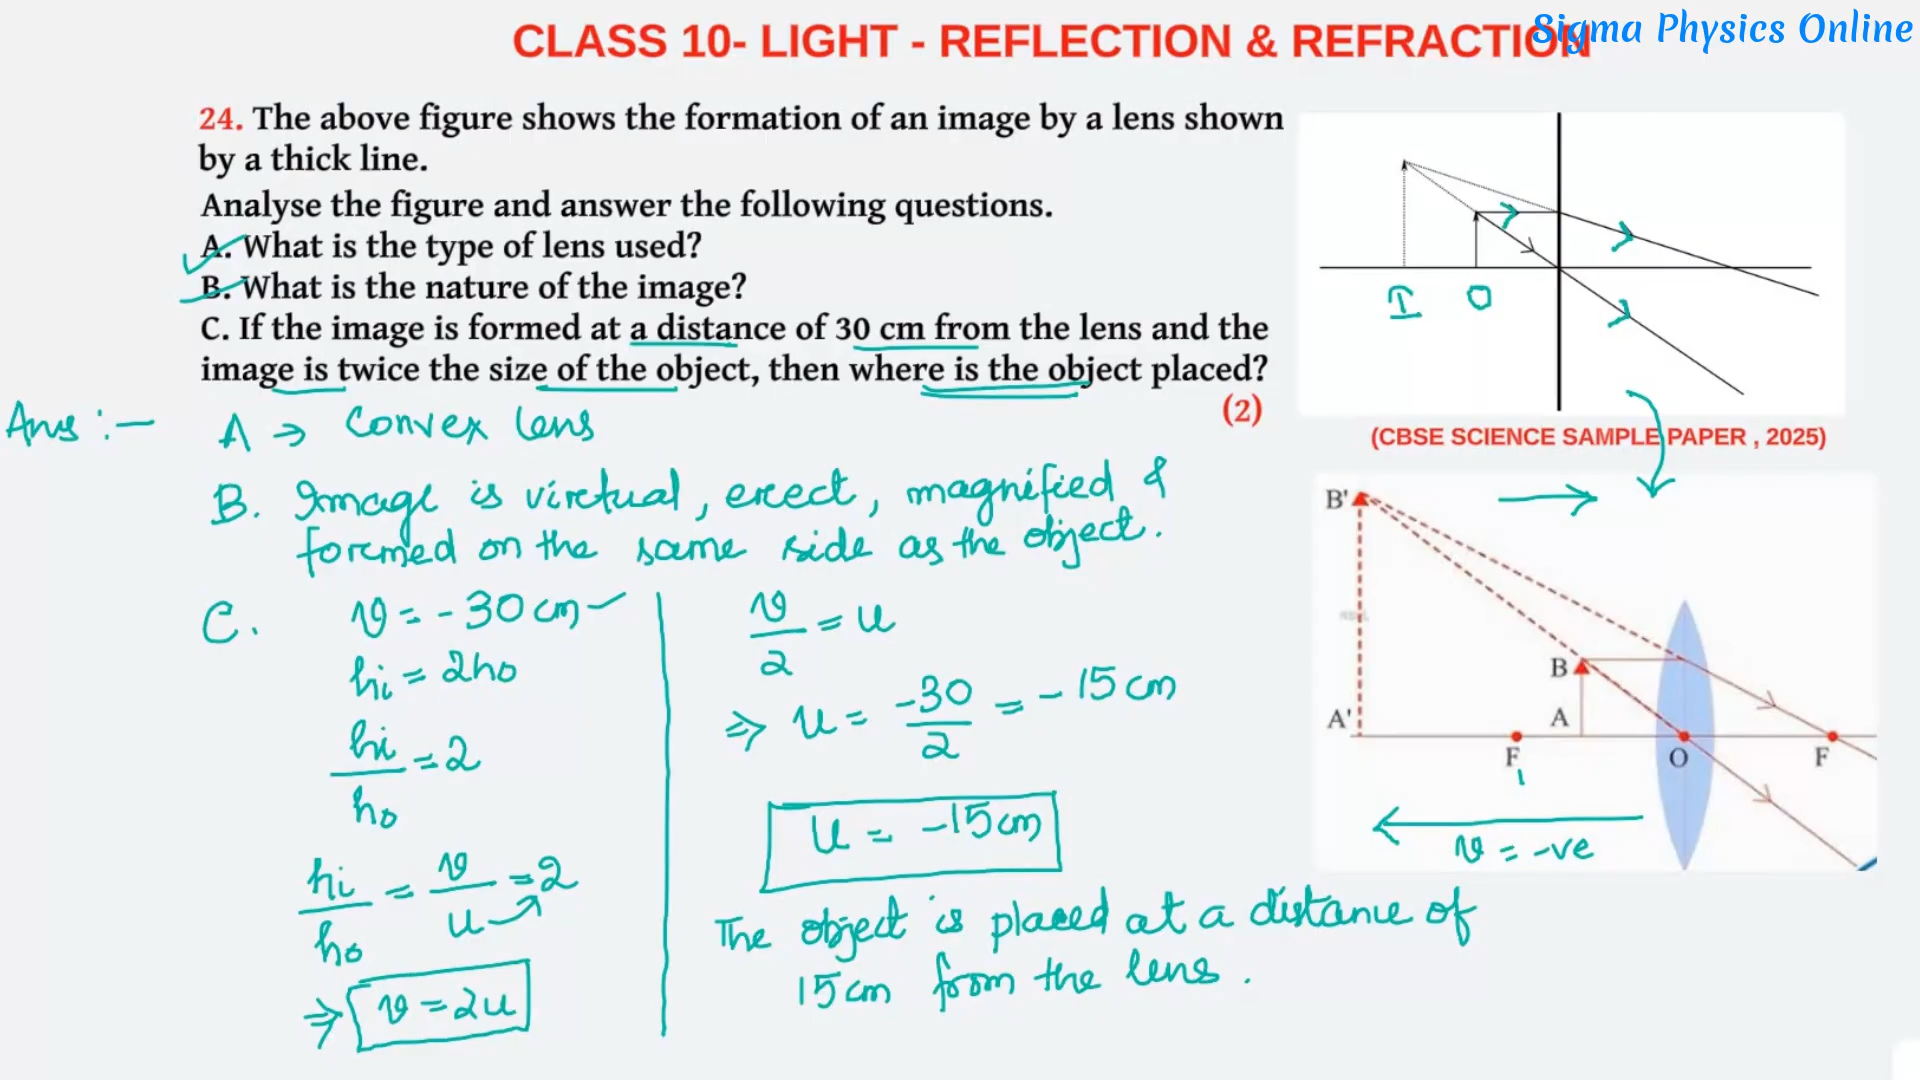 CLASS 10- LIGHT - REFLECTION & REFRACTION
Sigma Physics Online
24. The above figure shows the formation of an image by a lens shown
by a thick line.
Analyse the figure and answer the following questions.
A. What is the type of lens used?
B. What is the nature of the image?
C. If the image is formed at a distance of 30 cm from the lens and the
image is twice the size of the object, then where is the object placed?
(2)
I O
(CBSE SCIENCE SAMPLE PAPER , 2025)
Ans :-
A → Convex lens
B. Image is virtual, erect, magnified &
formed on the same side as the object.
C. v = - 30 cm
hi = 2ho
hi/ho = 2
hi/ho = v/u = 2
⇒ v = 2u
v/2 = u
⇒ u = -30/2 = - 15 cm
u = -15 cm
The object is placed at a distance of
15 cm from the lens.
B'
B
A' A
F O F
v = -ve